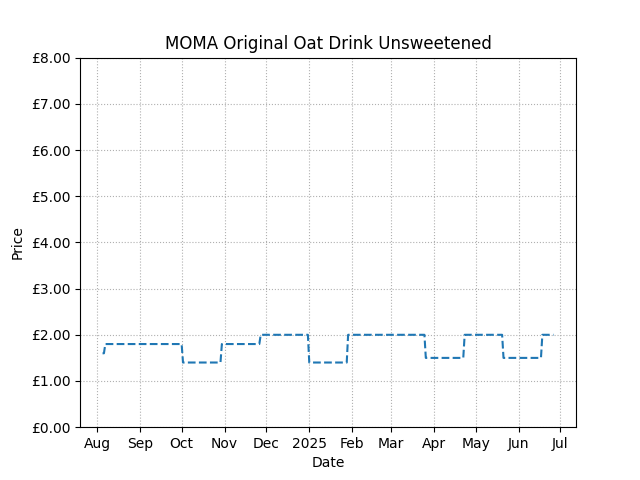 MOMA Original Oat Drink Unsweetened
£8.00
£7.00
£6.00
£5.00
£4.00
£3.00
£2.00
£1.00
£0.00
Price
Aug Sep Oct Nov Dec 2025 Feb Mar Apr May Jun Jul
Date